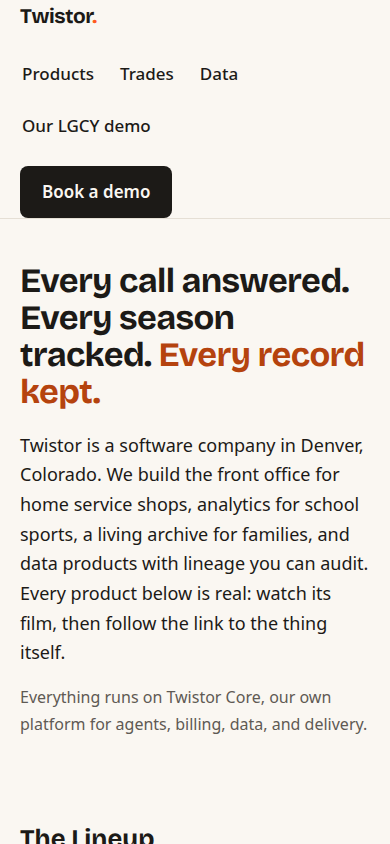 Twistor.
Products Trades Data
Our LGCY demo
Book a demo
Every call answered.
Every season
tracked. Every record
kept.
Twistor is a software company in Denver,
Colorado. We build the front office for
home service shops, analytics for school
sports, a living archive for families, and
data products with lineage you can audit.
Every product below is real: watch its
film, then follow the link to the thing
itself.
Everything runs on Twistor Core, our own
platform for agents, billing, data, and delivery.
The Lineup